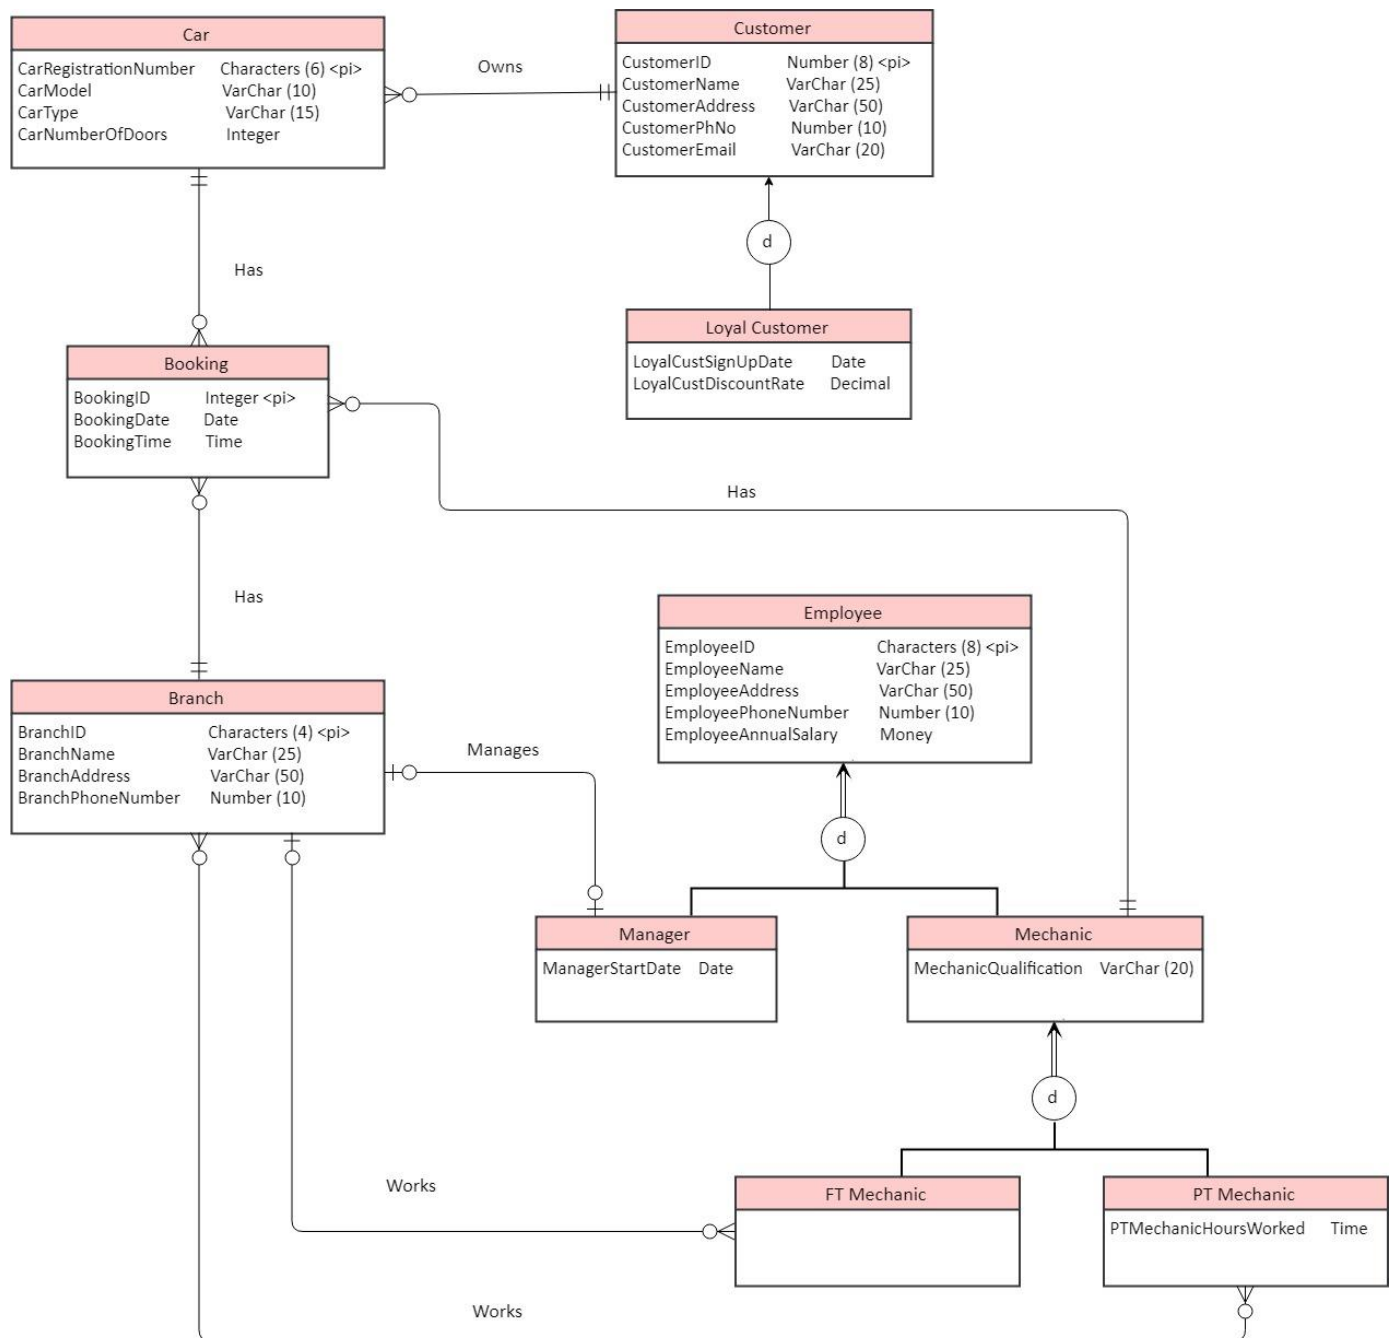 Car
CarRegistrationNumber Characters (6) <pi>
CarModel VarChar (10)
CarType VarChar (15)
CarNumberOfDoors Integer
Owns
Customer
CustomerID Number (8) <pi>
CustomerName VarChar (25)
CustomerAddress VarChar (50)
CustomerPhNo Number (10)
CustomerEmail VarChar (20)
d
Has
Loyal Customer
LoyalCustSignUpDate Date
LoyalCustDiscountRate Decimal
Booking
BookingID Integer <pi>
BookingDate Date
BookingTime Time
Has
Has
Employee
EmployeeID Characters (8) <pi>
EmployeeName VarChar (25)
EmployeeAddress VarChar (50)
EmployeePhoneNumber Number (10)
EmployeeAnnualSalary Money
Branch
BranchID Characters (4) <pi>
BranchName VarChar (25)
BranchAddress VarChar (50)
BranchPhoneNumber Number (10)
Manages
d
Manager
ManagerStartDate Date
Mechanic
MechanicQualification VarChar (20)
d
Works
FT Mechanic
PT Mechanic
PTMechanicHoursWorked Time
Works